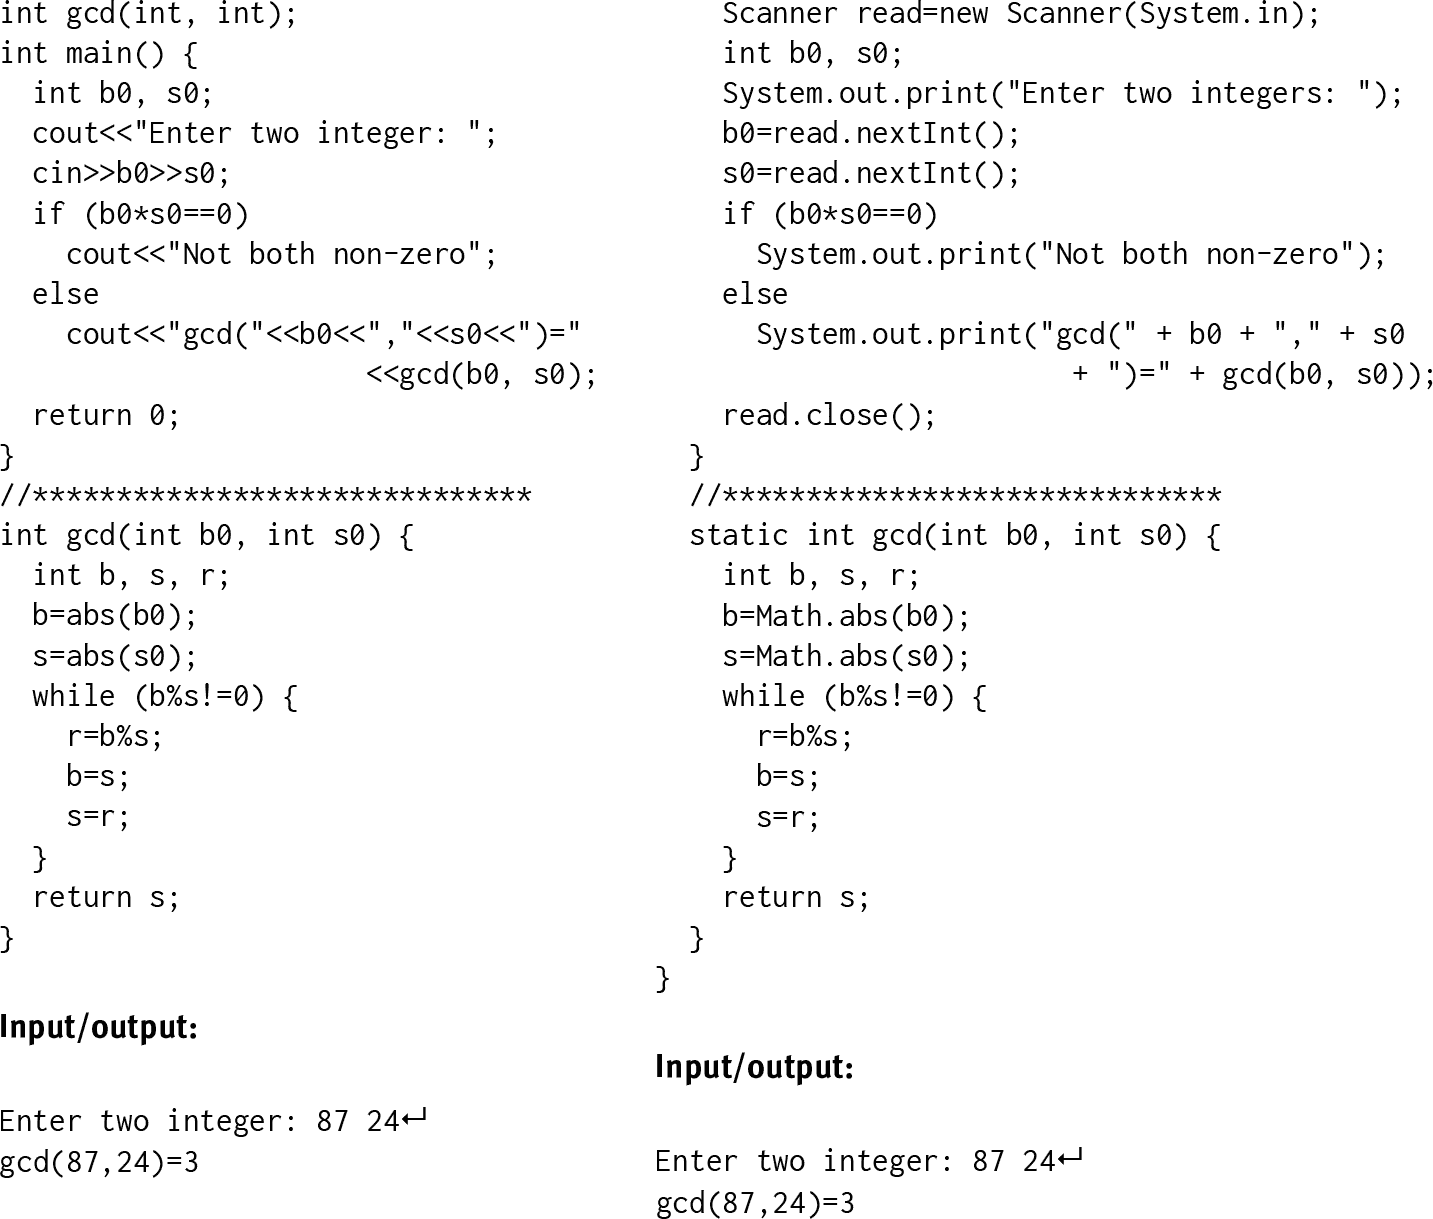 int gcd(int, int);
int main() {
  int b0, s0;
  cout<<"Enter two integer: ";
  cin>>b0>>s0;
  if (b0*s0==0)
    cout<<"Not both non-zero";
  else
    cout<<"gcd("<<b0<<","<<s0<<")="
                      <<gcd(b0, s0);
  return 0;
}
//******************************
int gcd(int b0, int s0) {
  int b, s, r;
  b=abs(b0);
  s=abs(s0);
  while (b%s!=0) {
    r=b%s;
    b=s;
    s=r;
  }
  return s;
}
Input/output:
Enter two integer: 87 24↵
gcd(87,24)=3
    Scanner read=new Scanner(System.in);
    int b0, s0;
    System.out.print("Enter two integers: ");
    b0=read.nextInt();
    s0=read.nextInt();
    if (b0*s0==0)
      System.out.print("Not both non-zero");
    else
      System.out.print("gcd(" + b0 + "," + s0
                         + ")=" + gcd(b0, s0));
    read.close();
  }
  //******************************
  static int gcd(int b0, int s0) {
    int b, s, r;
    b=Math.abs(b0);
    s=Math.abs(s0);
    while (b%s!=0) {
      r=b%s;
      b=s;
      s=r;
    }
    return s;
  }
}
Input/output:
Enter two integer: 87 24↵
gcd(87,24)=3